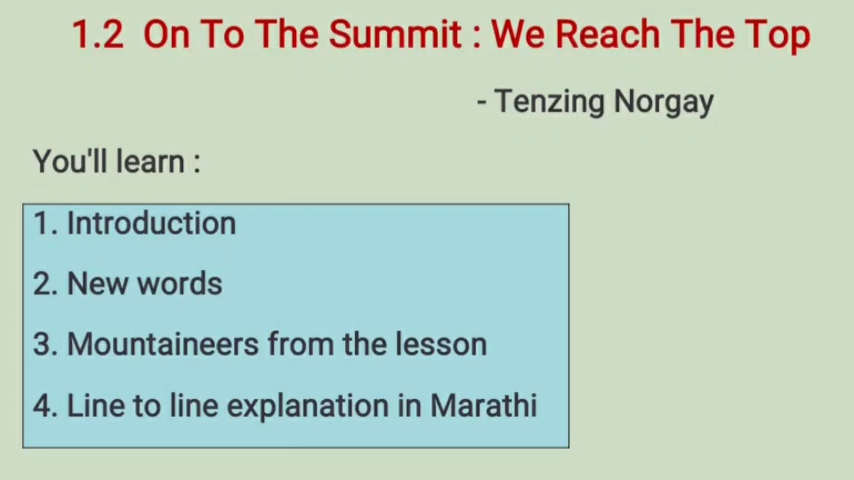 1.2 On To The Summit : We Reach The Top
- Tenzing Norgay
You'll learn :
1. Introduction
2. New words
3. Mountaineers from the lesson
4. Line to line explanation in Marathi